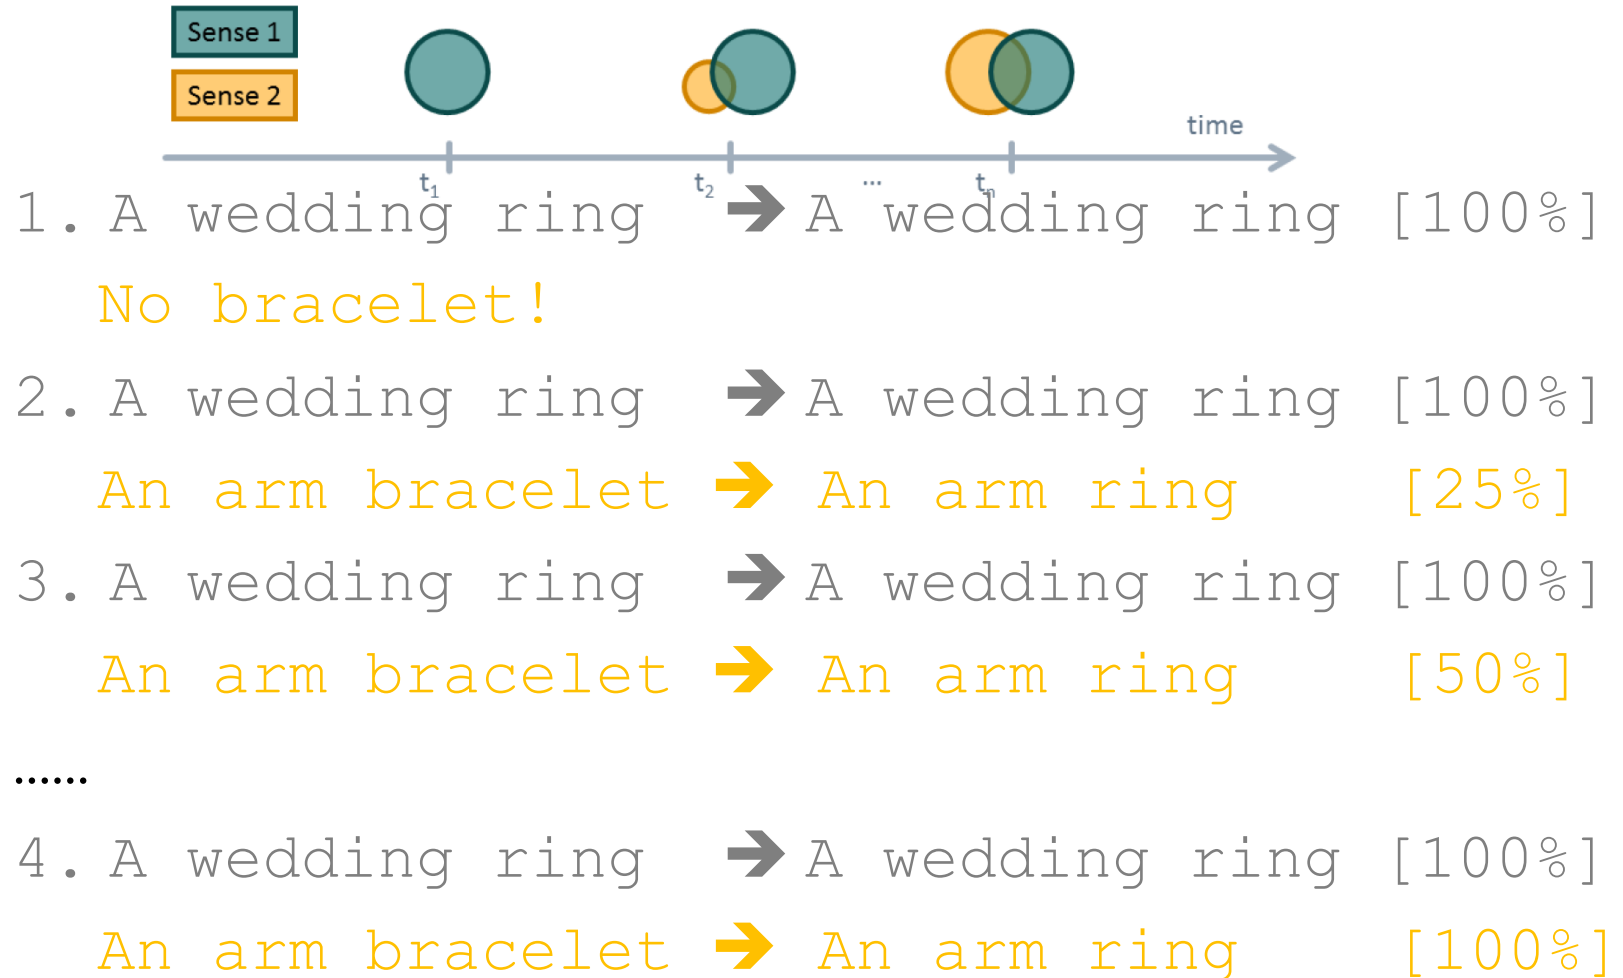 Sense 1
Sense 2
time
t1 t2 ... tn
1. A wedding ring ➔ A wedding ring [100%]
No bracelet!
2. A wedding ring ➔ A wedding ring [100%]
An arm bracelet ➔ An arm ring [25%]
3. A wedding ring ➔ A wedding ring [100%]
An arm bracelet ➔ An arm ring [50%]
......
4. A wedding ring ➔ A wedding ring [100%]
An arm bracelet ➔ An arm ring [100%]